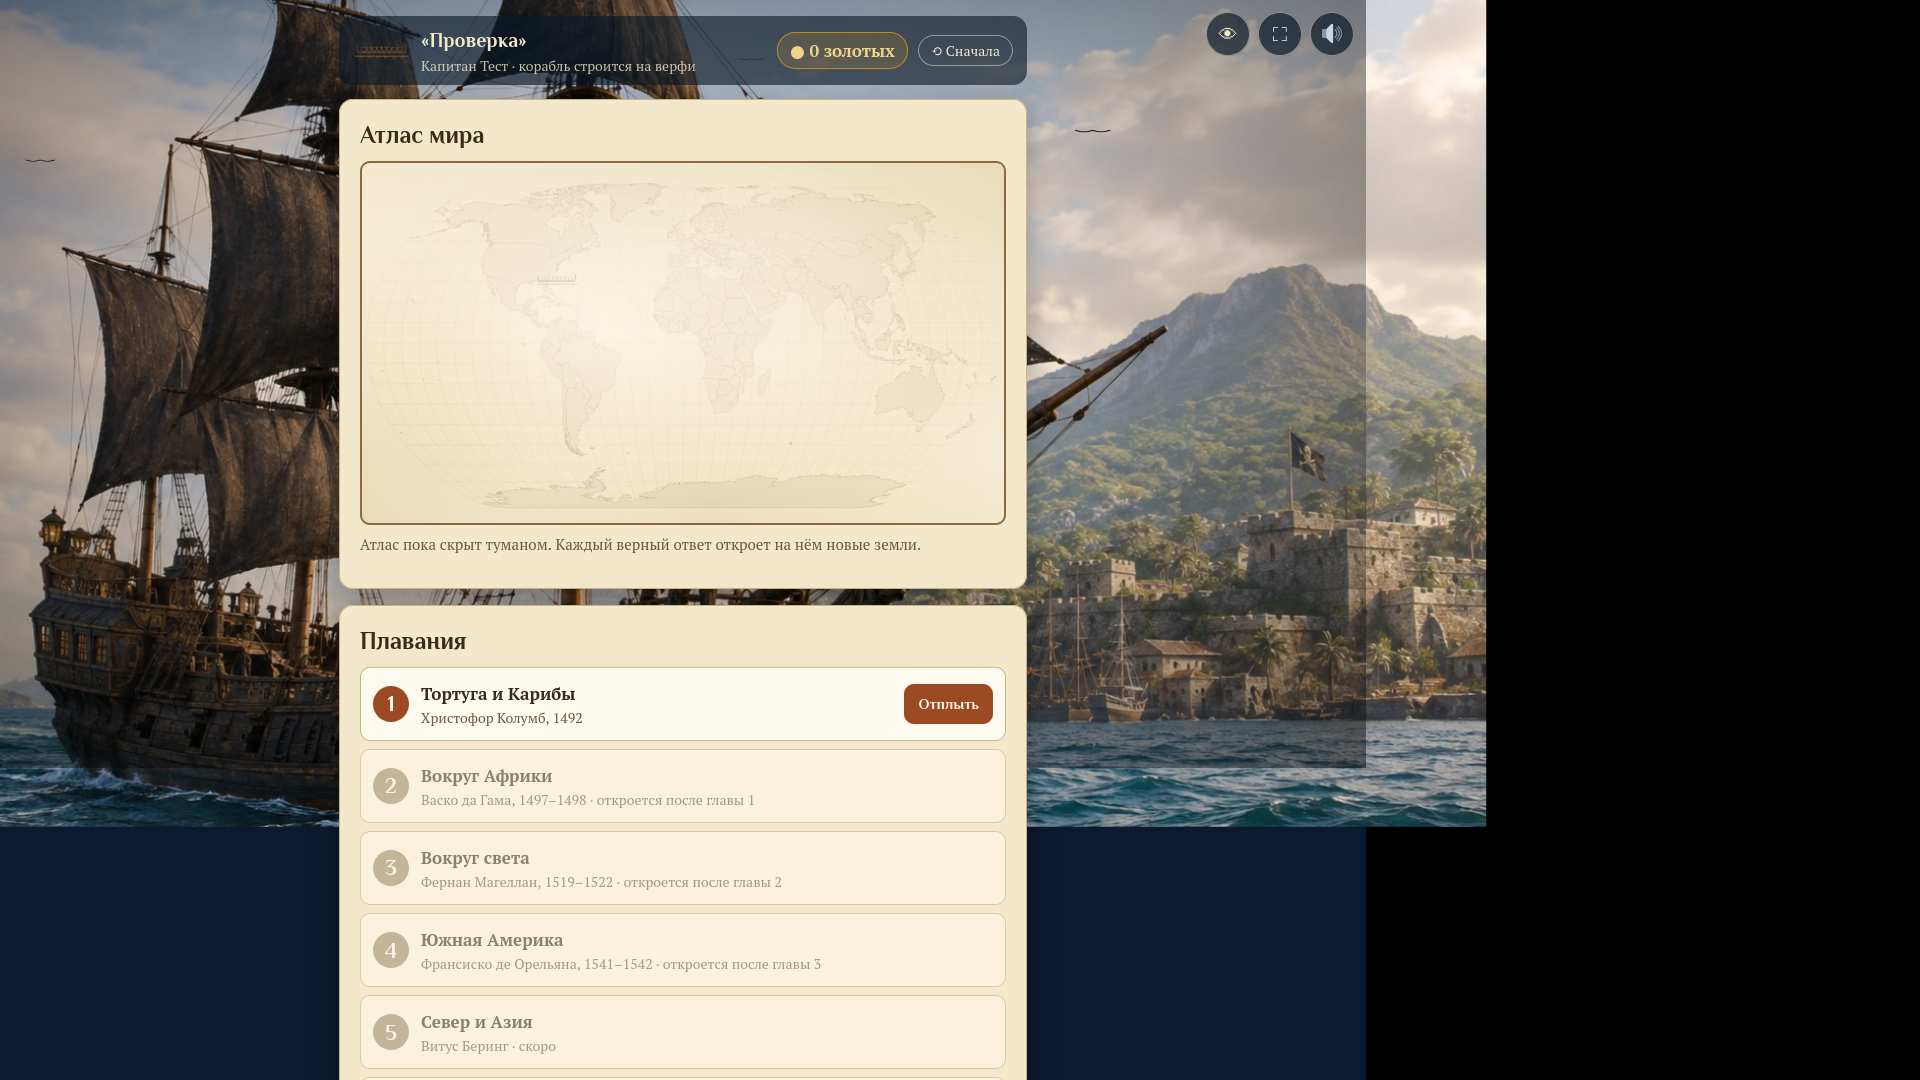 «Проверка»
Капитан Тест · корабль строится на верфи
0 золотых
⟲ Сначала
Атлас мира
Атлас пока скрыт туманом. Каждый верный ответ откроет на нём новые земли.
Плавания
1
Тортуга и Карибы
Христофор Колумб, 1492
Отплыть
2
Вокруг Африки
Васко да Гама, 1497–1498 · откроется после главы 1
3
Вокруг света
Фернан Магеллан, 1519–1522 · откроется после главы 2
4
Южная Америка
Франсиско де Орельяна, 1541–1542 · откроется после главы 3
5
Север и Азия
Витус Беринг · скоро